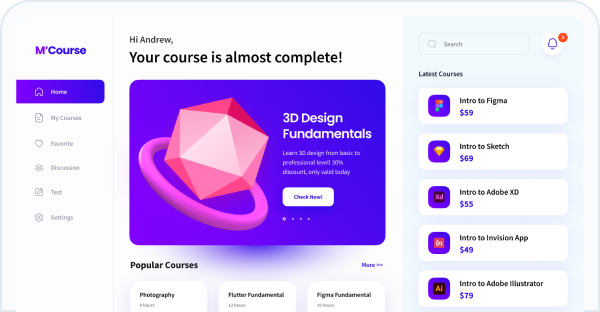 M'Course
Home
My Courses
Favorite
Discussion
Test
Settings
Hi Andrew,
Your course is almost complete!
3D Design
Fundamentals
Learn 3D design from basic to
professional level! 30%
discount, only valid today
Check Now!
Popular Courses
More >>
Photography
9 hours
Flutter Fundamental
12 hours
Figma Fundamental
10 hours
Search
3
Latest Courses
Intro to Figma
$59
Intro to Sketch
$69
Xd
Intro to Adobe XD
$55
in
Intro to Invision App
$49
Ai
Intro to Adobe Illustrator
$79